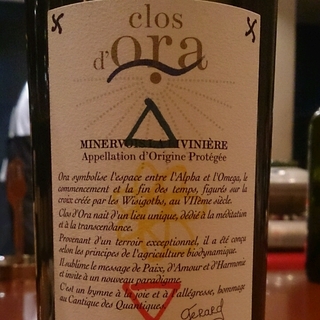 clos
d'ora
MINERVOIS LA LIVINIÈRE
Appellation d'Origine Protégée
Ora symbolise l'espace entre l'Alpha et l'Omega, le
commencement et la fin des temps, figurés sur la
croix créée par les Wisigoths, au VIIème siècle.
Clos d'Ora naît d'un lieu unique, dédié à la méditation
et à la transcendance.
Provenant d'un terroir exceptionnel, il a été conçu
selon les principes de l'agriculture biodynamique.
Il sublime le message de Paix, d'Amour et d'Harmonie
et invite à un nouveau paradigme.
C'est un hymne à la vie et à l'allégresse, hommage
au Cantique des Quantiques.
Gérard